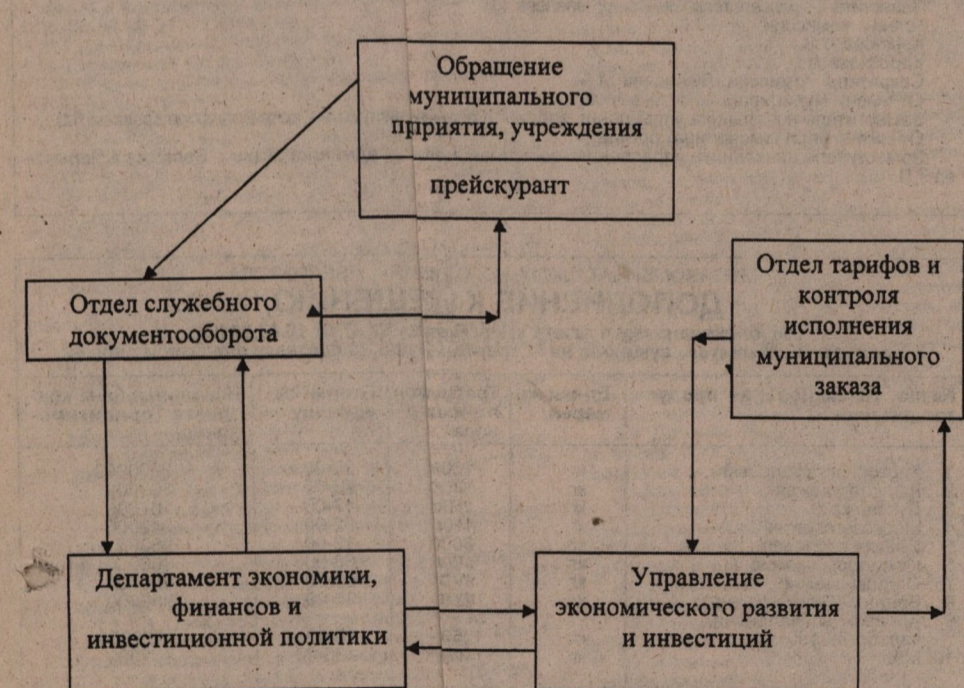 Обращение
муниципального
пприятия, учреждения
прейскурант
Отдел служебного
документооборота
Отдел тарифов и
контроля
исполнения
муниципального
заказа
Департамент экономики,
финансов и
инвестиционной политики
Управление
экономического развития
и инвестиций